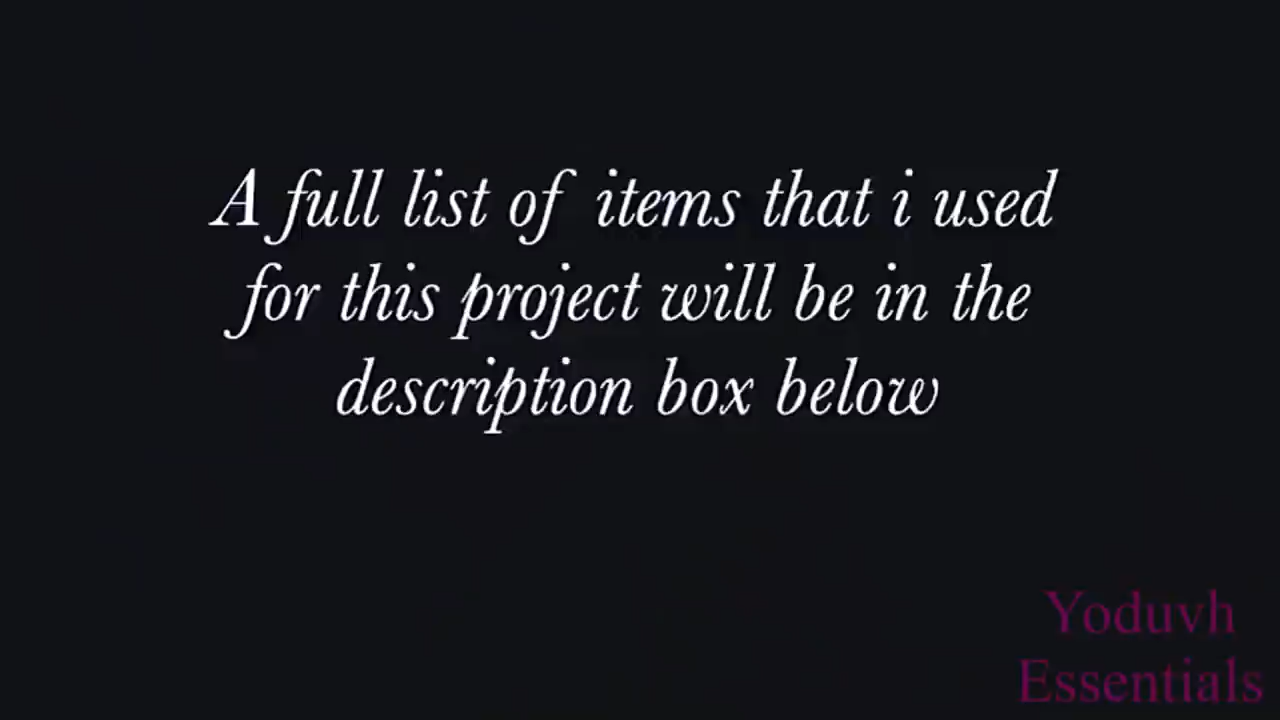 A full list of items that i used
for this project will be in the
description box below
Yoduvh
Essentials